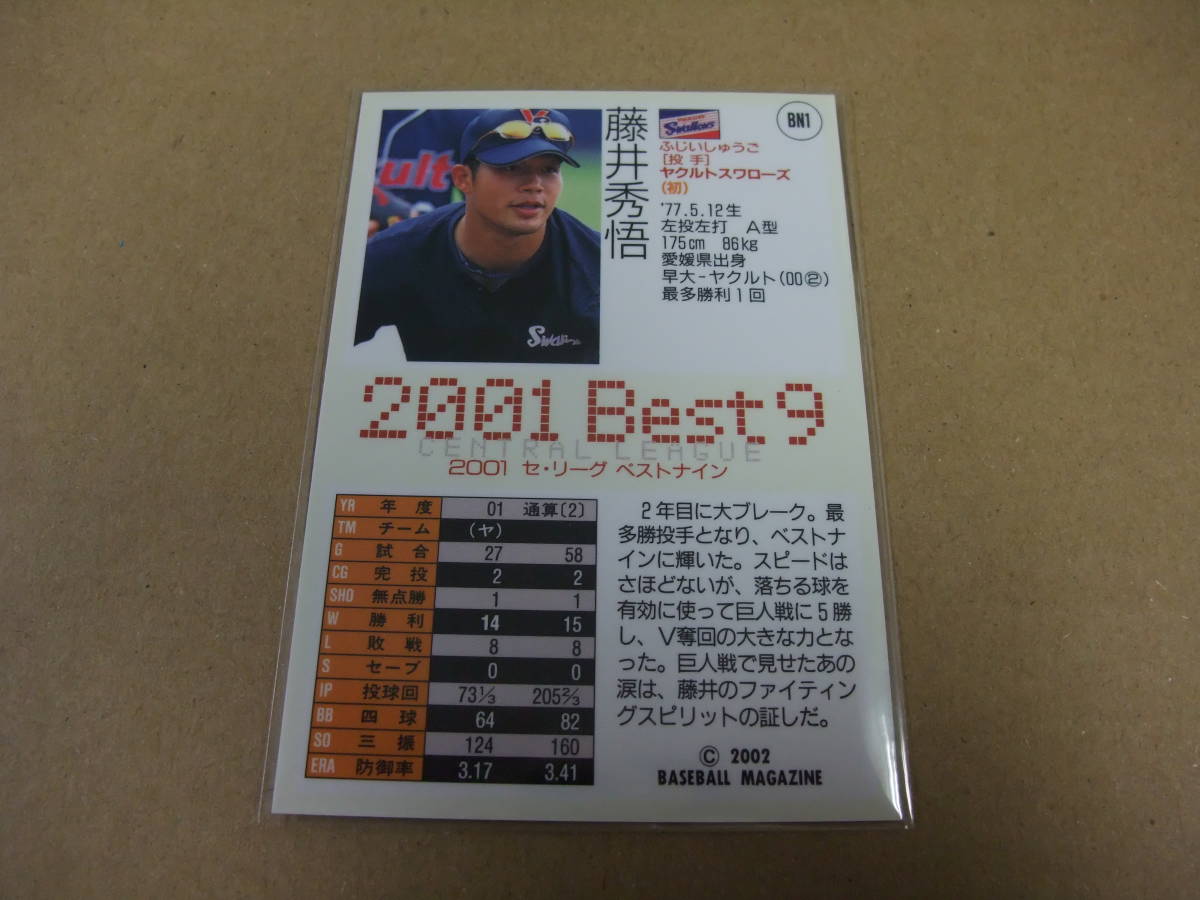 BN1
藤井秀悟
YAKULT
Swallows
ふじいしゅうご
[投 手]
ヤクルトスワローズ
(初)
'77.5.12生
左投左打 A型
175cm 86kg
愛媛県出身
早大-ヤクルト(00②)
最多勝利1回
ult
Swallows
2001 Best 9
CENTRAL LEAGUE
2001 セ・リーグ ベストナイン
YR 年度 01 通算(2)
TM チーム (ヤ)
G 試合 27 58
CG 完投 2 2
SHO 無点勝 1 1
W 勝利 14 15
L 敗戦 8 8
S セーブ 0 0
IP 投球回 73⅓ 205⅔
BB 四球 64 82
SO 三振 124 160
ERA 防御率 3.17 3.41
2年目に大ブレーク。最
多勝投手となり、ベストナ
インに輝いた。スピードは
さほどないが、落ちる球を
有効に使って巨人戦に5勝
し、V奪回の大きな力とな
った。巨人戦で見せたあの
涙は、藤井のファイティン
グスピリットの証しだ。
© 2002
BASEBALL MAGAZINE